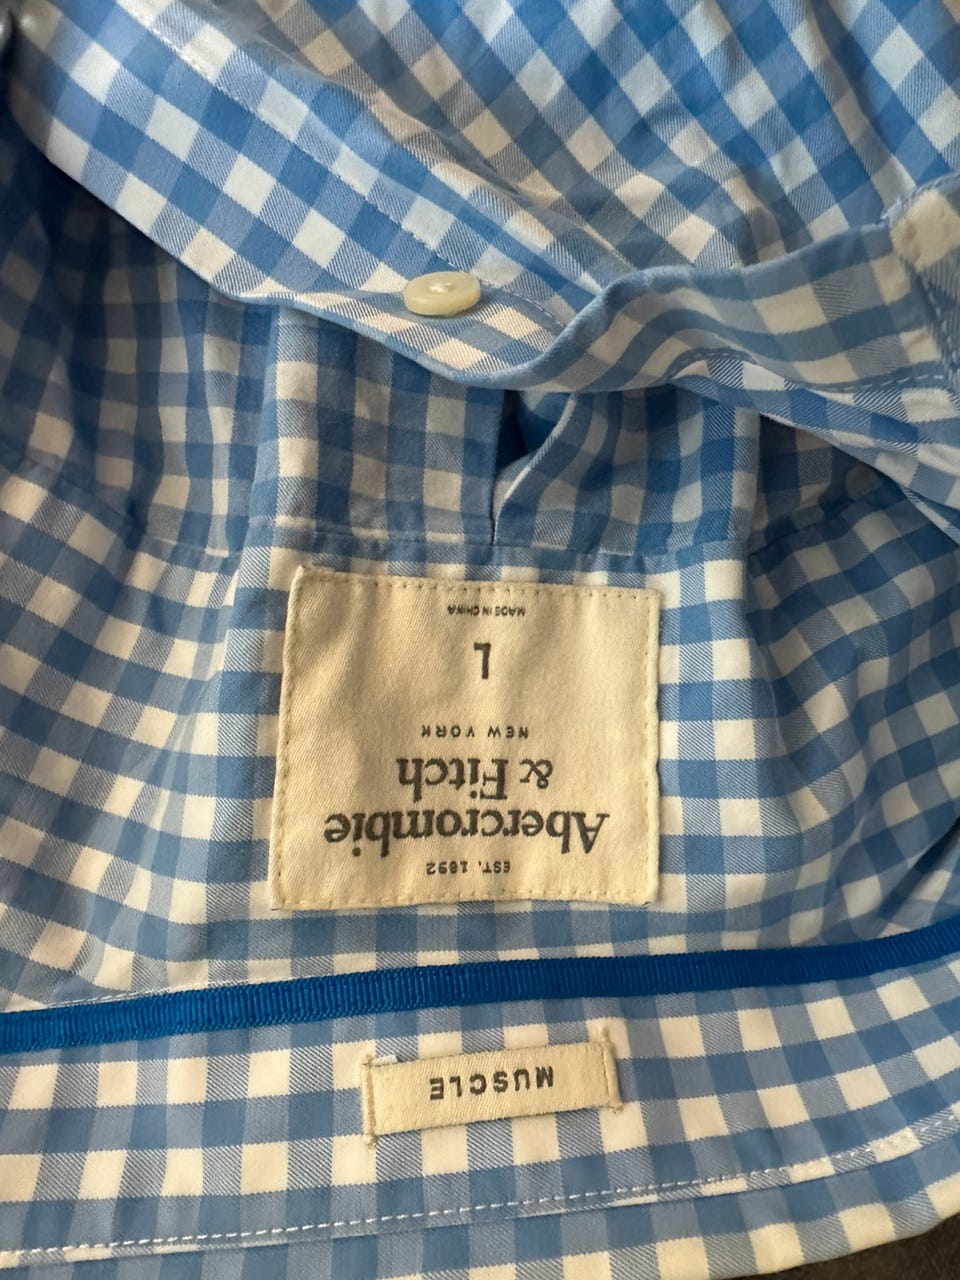 MUSCLE
EST. 1892
Abercrombie
& Fitch
NEW YORK
L
MADE IN CHINA